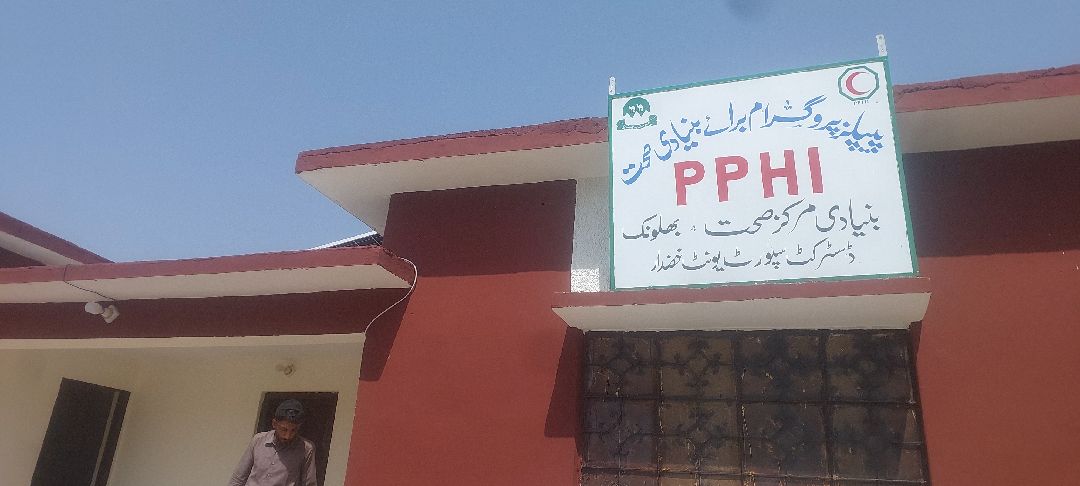 پیپلز پروگرام برائے بنیادی صحت
PPHI
بنیادی مرکز صحت ۔ بھلونک
ڈسٹرکٹ سپورٹ یونٹ خضدار